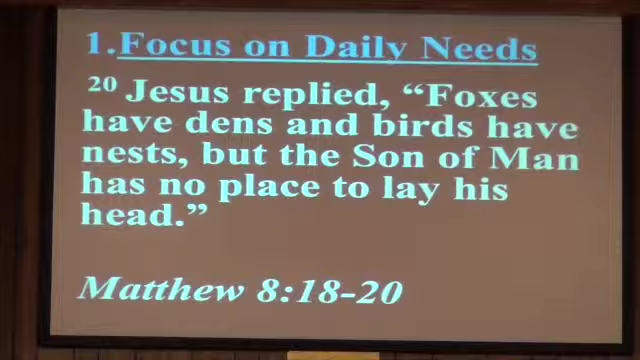 1.Focus on Daily Needs
20 Jesus replied, “Foxes
have dens and birds have
nests, but the Son of Man
has no place to lay his
head.”
Matthew 8:18-20